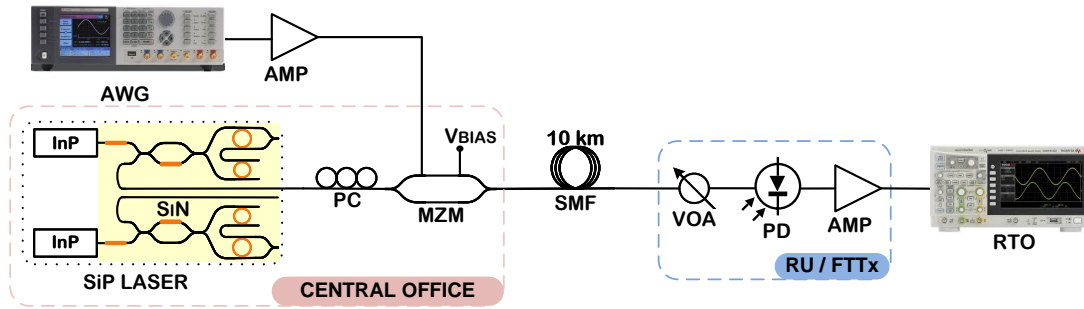 AWG
AMP
InP
VBIAS
10 km
PC
MZM
SMF
VOA
PD
AMP
RTO
SiN
InP
SiP LASER
CENTRAL OFFICE
RU / FTTx